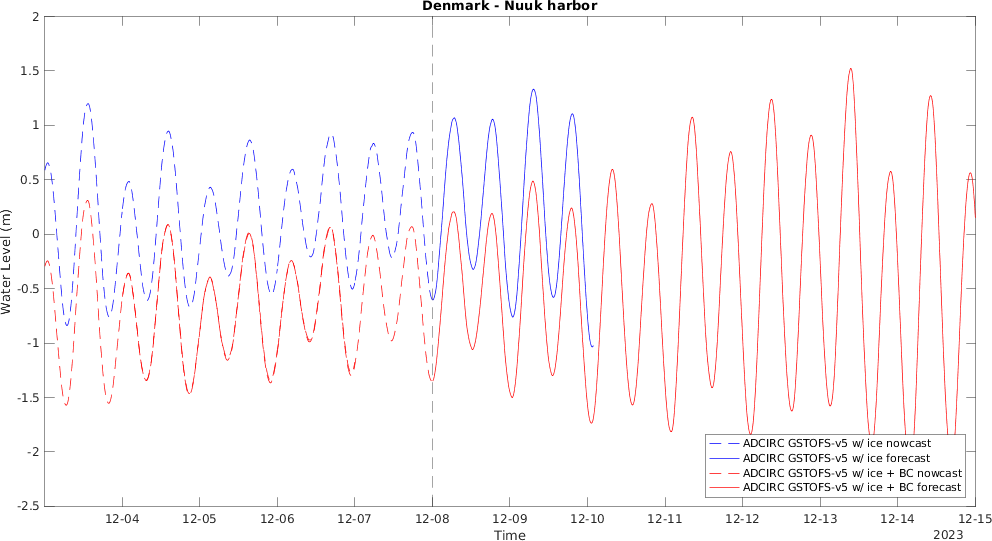 Denmark - Nuuk harbor
2
1.5
1
0.5
0
-0.5
-1
-1.5
-2
-2.5
Water Level (m)
12-04 12-05 12-06 12-07 12-08 12-09 12-10 12-11 12-12 12-13 12-14 12-15
Time
2023
ADCIRC GSTOFS-v5 w/ ice nowcast
ADCIRC GSTOFS-v5 w/ ice forecast
ADCIRC GSTOFS-v5 w/ ice + BC nowcast
ADCIRC GSTOFS-v5 w/ ice + BC forecast